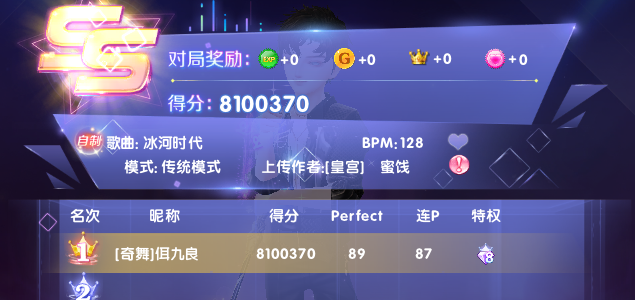 SS
对局奖励: EXP +0 G +0 +0 +0
得分: 8100370
自制 歌曲: 冰河时代 BPM:128
模式: 传统模式 上传作者:[皇宫] 蜜饯
名次 昵称 得分 Perfect 连P 特权
1 [奇舞]佴九良 8100370 89 87 8
2